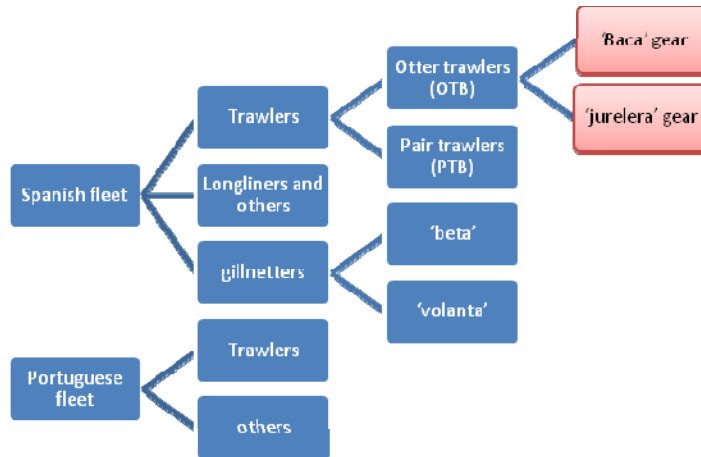 'Baca' gear
Otter trawlers
(OTB)
'jurelera' gear
Trawlers
Pair trawlers
(PTB)
Spanish fleet
Longliners and
others
'beta'
gillnetters
'volanta'
Trawlers
Portuguese
fleet
others